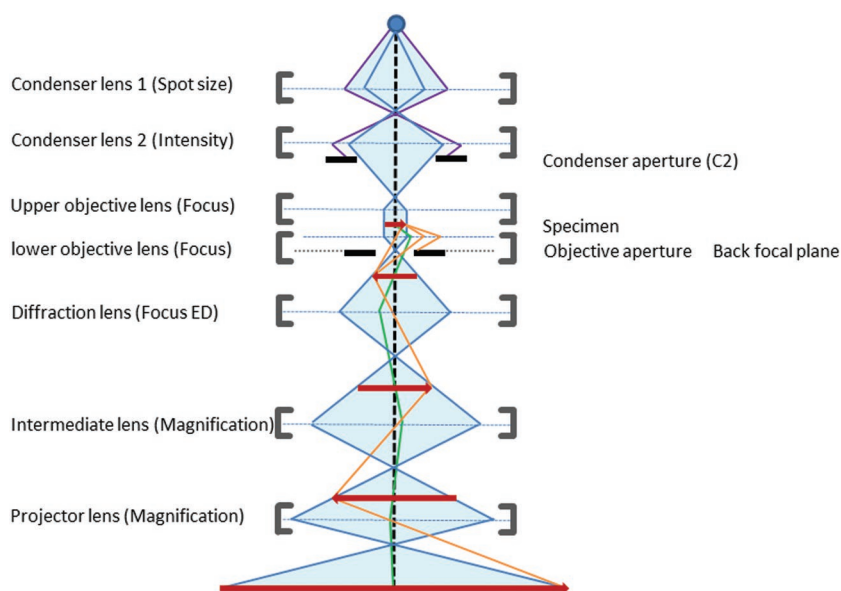 Condenser lens 1 (Spot size)
Condenser lens 2 (Intensity)
Condenser aperture (C2)
Upper objective lens (Focus)
Specimen
lower objective lens (Focus)
Objective aperture Back focal plane
Diffraction lens (Focus ED)
Intermediate lens (Magnification)
Projector lens (Magnification)